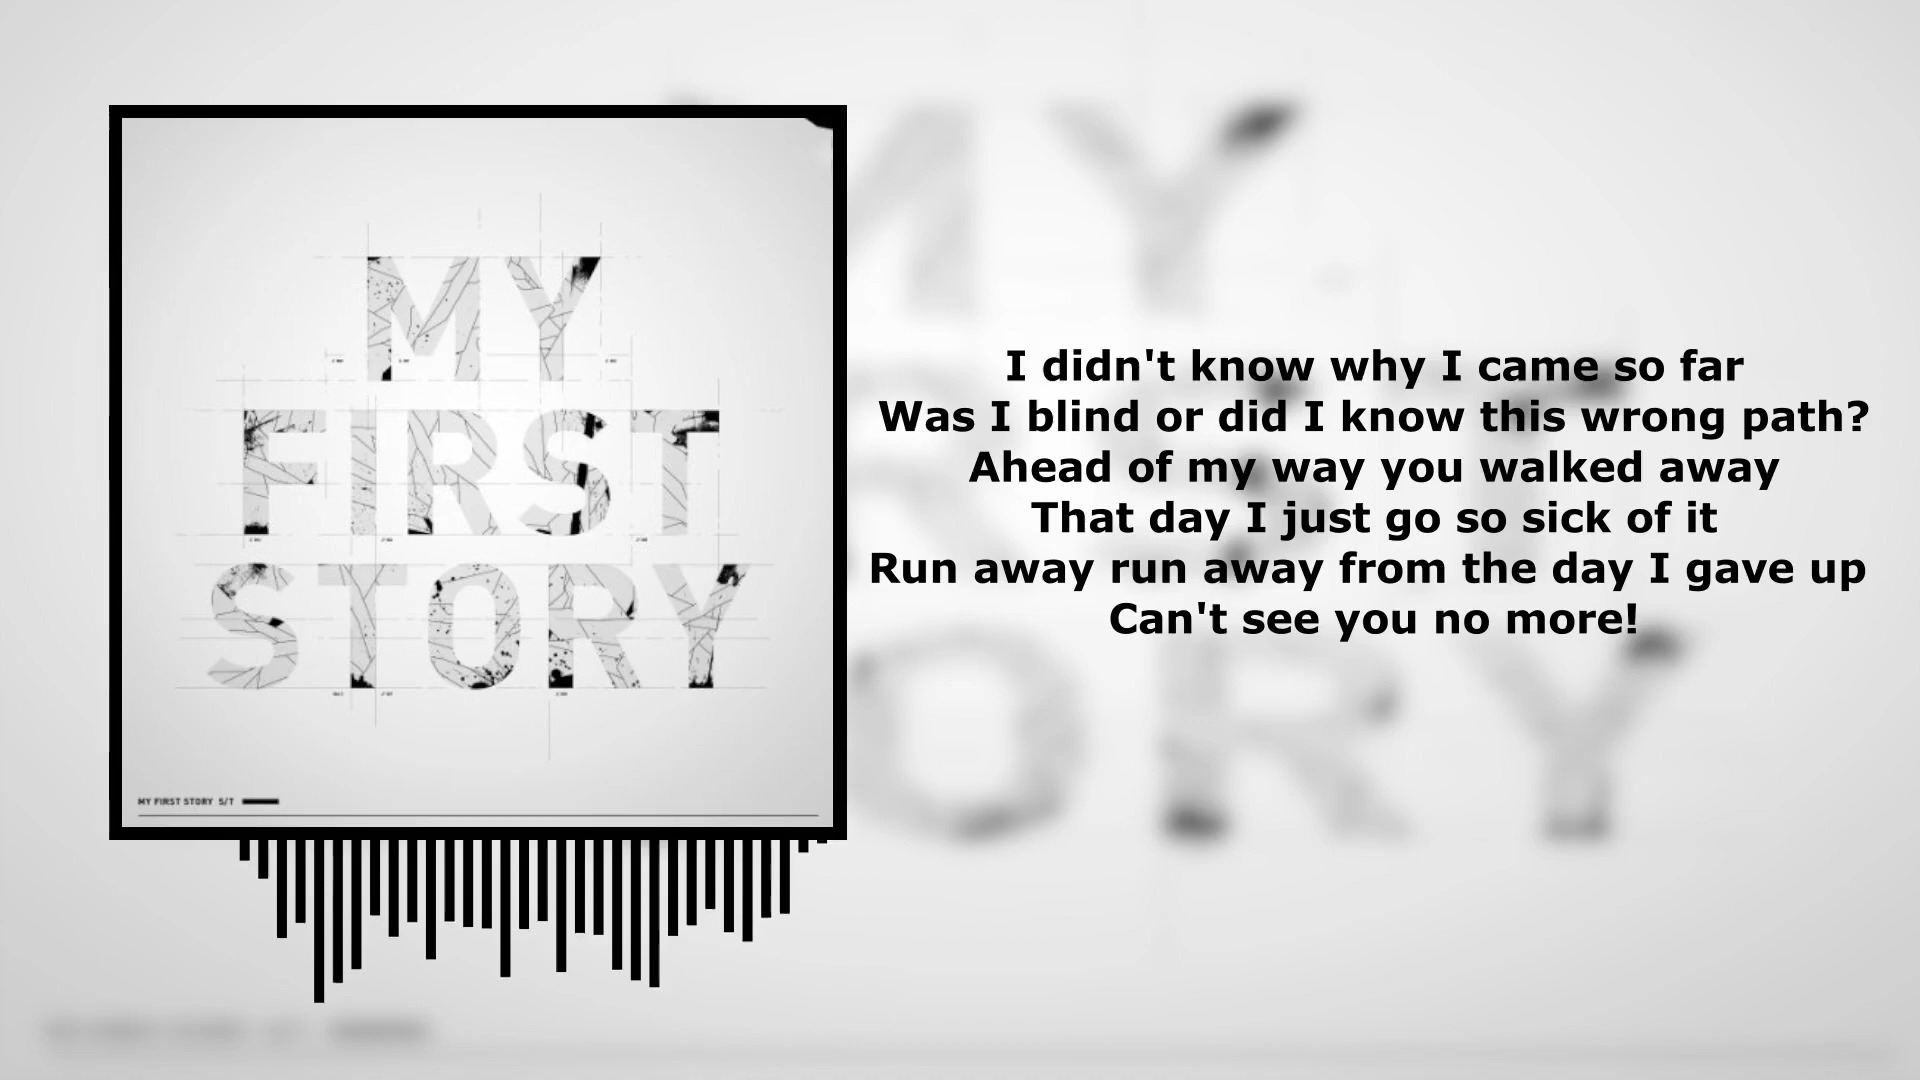 MY
FIRST
STORY
MY FIRST STORY S/T
I didn't know why I came so far
Was I blind or did I know this wrong path?
Ahead of my way you walked away
That day I just go so sick of it
Run away run away from the day I gave up
Can't see you no more!